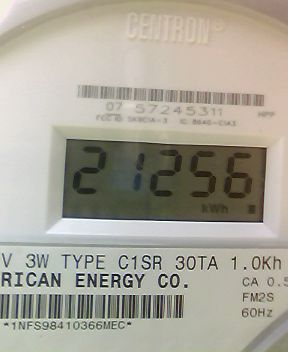 CENTRON®
07 57245311
HPP
21256
kWh
V 3W TYPE C1SR 30TA 1.0Kh
RICAN ENERGY CO.
CA 0.5
FM2S
60Hz
*1NFS98410366MEC*